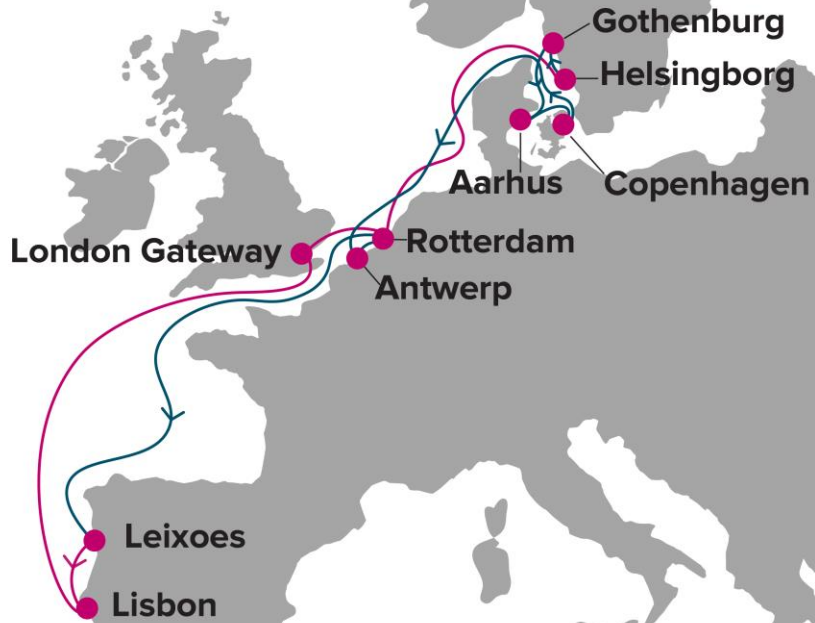 Gothenburg
Helsingborg
Aarhus
Copenhagen
London Gateway
Rotterdam
Antwerp
Leixoes
Lisbon